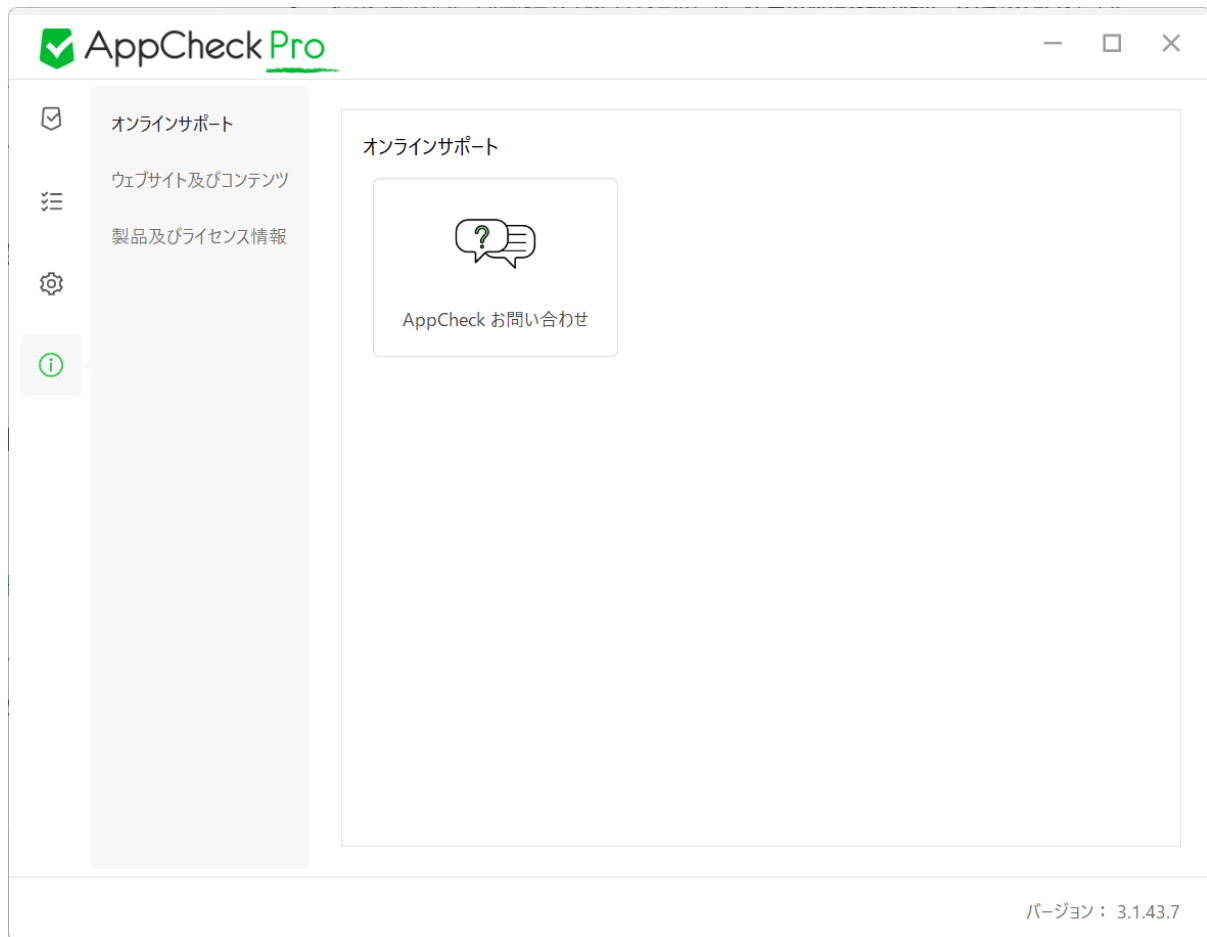 AppCheck Pro
オンラインサポート
ウェブサイト及びコンテンツ
製品及びライセンス情報
オンラインサポート
?
AppCheck お問い合わせ
バージョン： 3.1.43.7